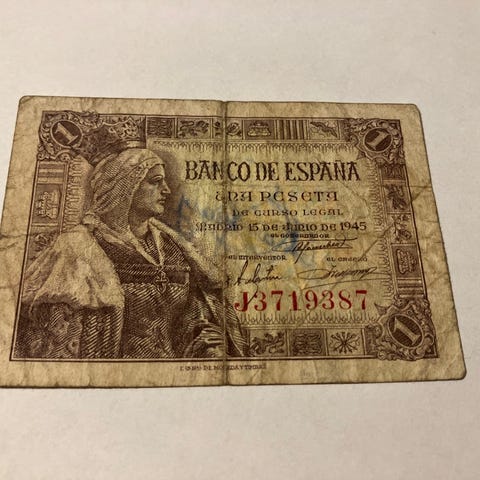 1
1
BANCO DE ESPAÑA
UNA PESETA
DE CURSO LEGAL
MADRID 15 DE JUNIO DE 1945
EL GOBERNADOR
EL INTERVENTOR EL CAJERO
J3719387
1